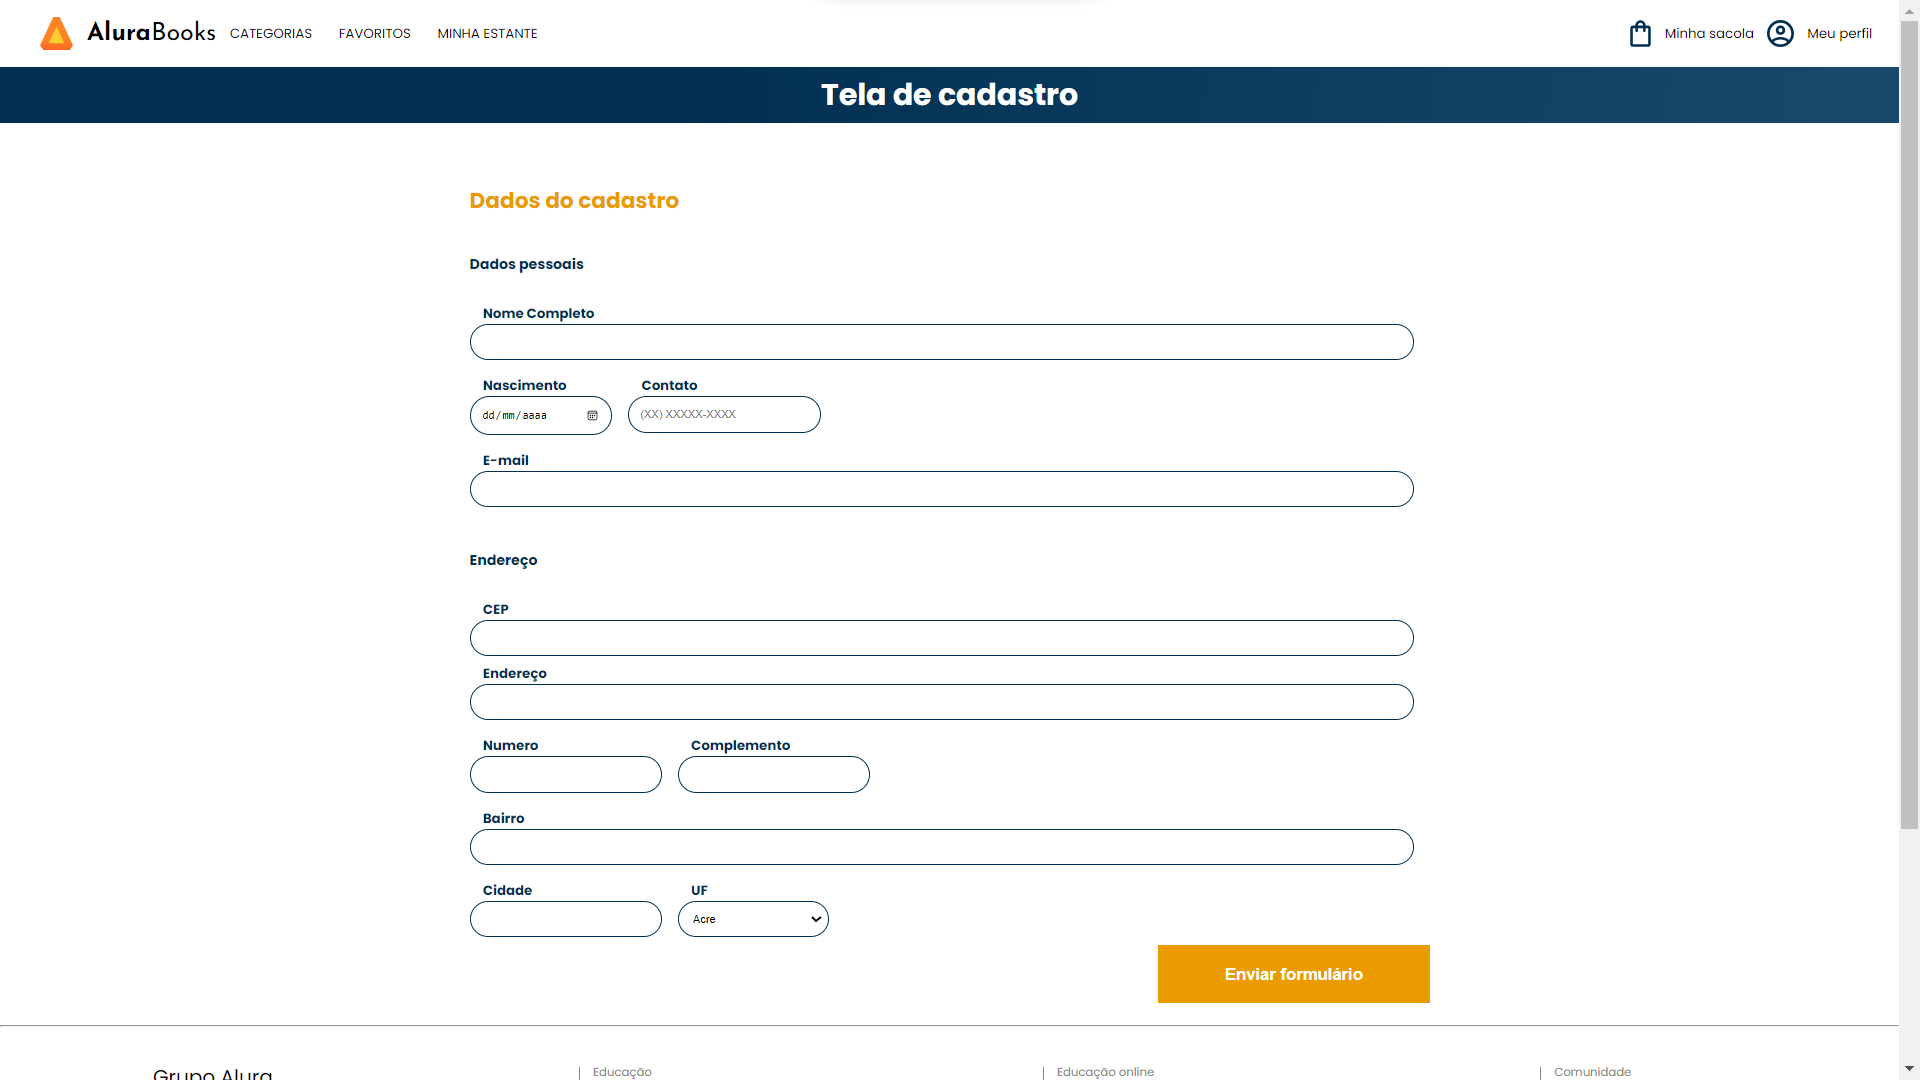 AluraBooks CATEGORIAS FAVORITOS MINHA ESTANTE Minha sacola Meu perfil
Tela de cadastro
Dados do cadastro
Dados pessoais
Nome Completo
Nascimento Contato
dd/mm/aaaa (XX) XXXXX-XXXX
E-mail
Endereço
CEP
Endereço
Numero Complemento
Bairro
Cidade UF
Acre
Enviar formulário
Grupo Alura Educação Educação online Comunidade